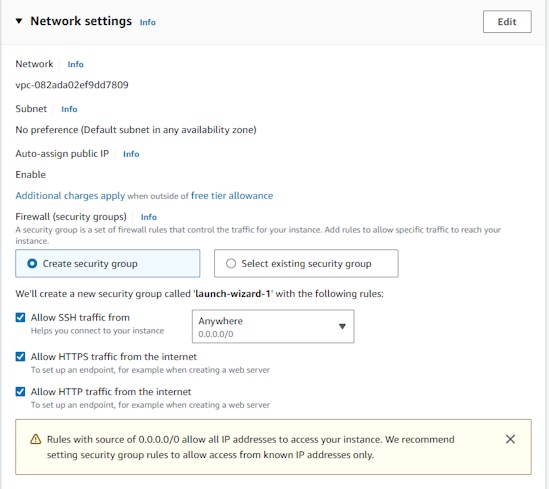 Network settings Info
Edit
Network Info
vpc-082ada02ef9dd7809
Subnet Info
No preference (Default subnet in any availability zone)
Auto-assign public IP Info
Enable
Additional charges apply when outside of free tier allowance
Firewall (security groups) Info
A security group is a set of firewall rules that control the traffic for your instance. Add rules to allow specific traffic to reach your
instance.
Create security group
Select existing security group
We'll create a new security group called 'launch-wizard-1' with the following rules:
Allow SSH traffic from
Helps you connect to your instance
Anywhere
0.0.0.0/0
Allow HTTPS traffic from the internet
To set up an endpoint, for example when creating a web server
Allow HTTP traffic from the internet
To set up an endpoint, for example when creating a web server
Rules with source of 0.0.0.0/0 allow all IP addresses to access your instance. We recommend
setting security group rules to allow access from known IP addresses only.